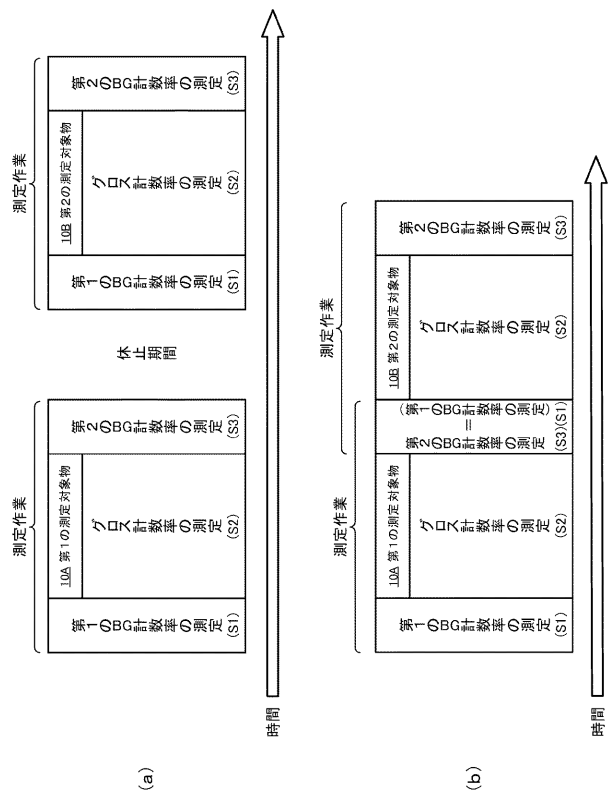 (a)
時間
測定作業
第1のBG計数率の測定
(S1)
10A 第1の測定対象物
グロス計数率の測定
(S2)
第2のBG計数率の測定
(S3)
休止期間
測定作業
第1のBG計数率の測定
(S1)
10B 第2の測定対象物
グロス計数率の測定
(S2)
第2のBG計数率の測定
(S3)
(b)
時間
測定作業
第1のBG計数率の測定
(S1)
10A 第1の測定対象物
グロス計数率の測定
(S2)
測定作業
(第1のBG計数率の測定)
=
第2のBG計数率の測定
(S3)(S1)
10B 第2の測定対象物
グロス計数率の測定
(S2)
第2のBG計数率の測定
(S3)